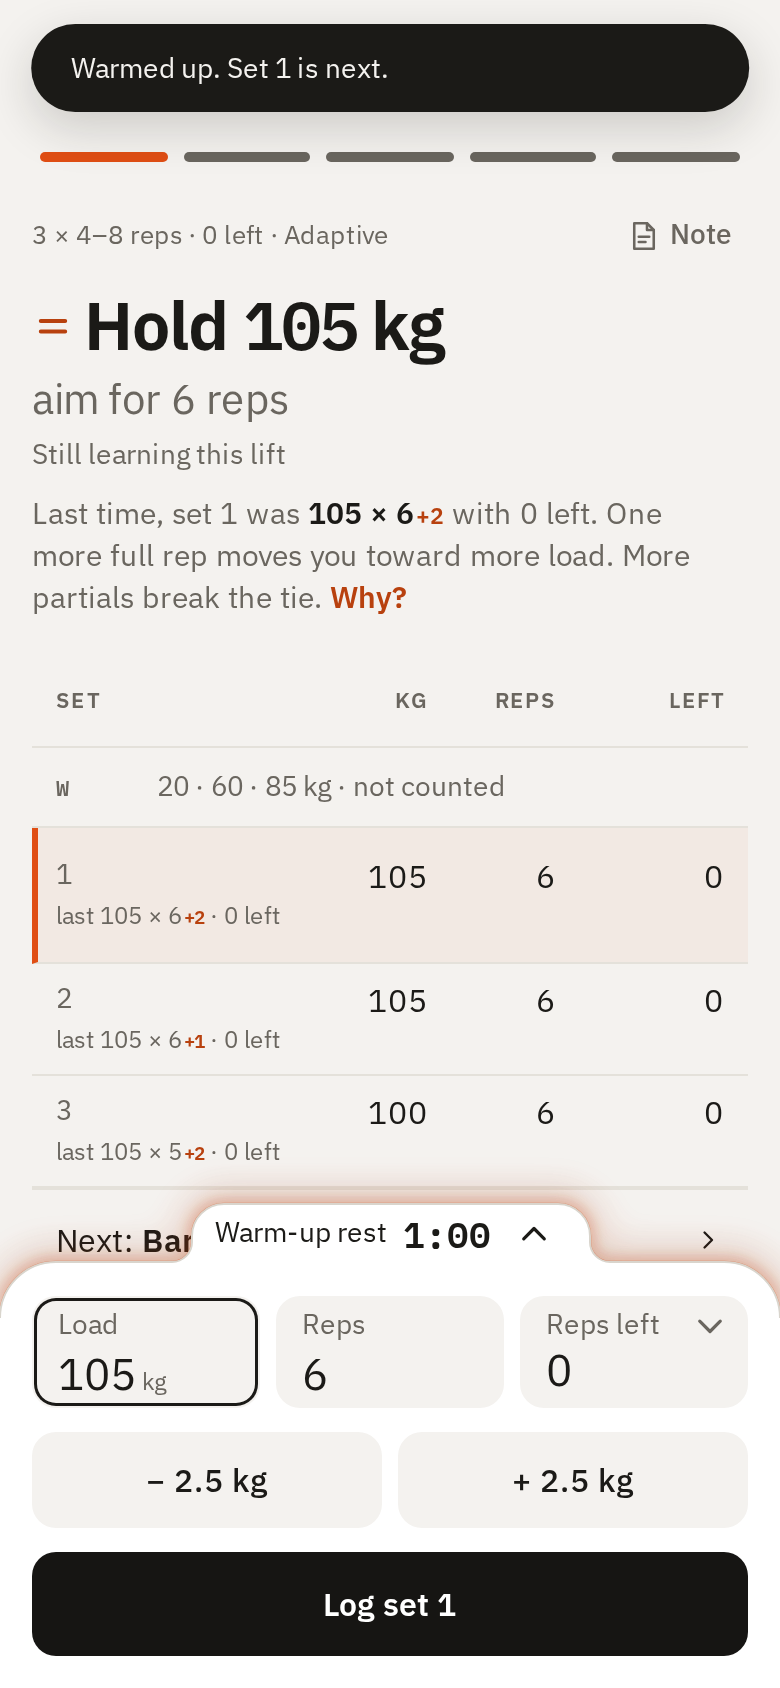 Warmed up. Set 1 is next.
3 × 4–8 reps · 0 left · Adaptive
Note
= Hold 105 kg
aim for 6 reps
Still learning this lift
Last time, set 1 was 105 × 6+2 with 0 left. One
more full rep moves you toward more load. More
partials break the tie. Why?
SET KG REPS LEFT
W 20 · 60 · 85 kg · not counted
1 105 6 0
last 105 × 6+2 · 0 left
2 105 6 0
last 105 × 6+1 · 0 left
3 100 6 0
last 105 × 5+2 · 0 left
Next:
Warm-up rest 1:00
Load Reps Reps left
105 kg 6 0
− 2.5 kg + 2.5 kg
Log set 1